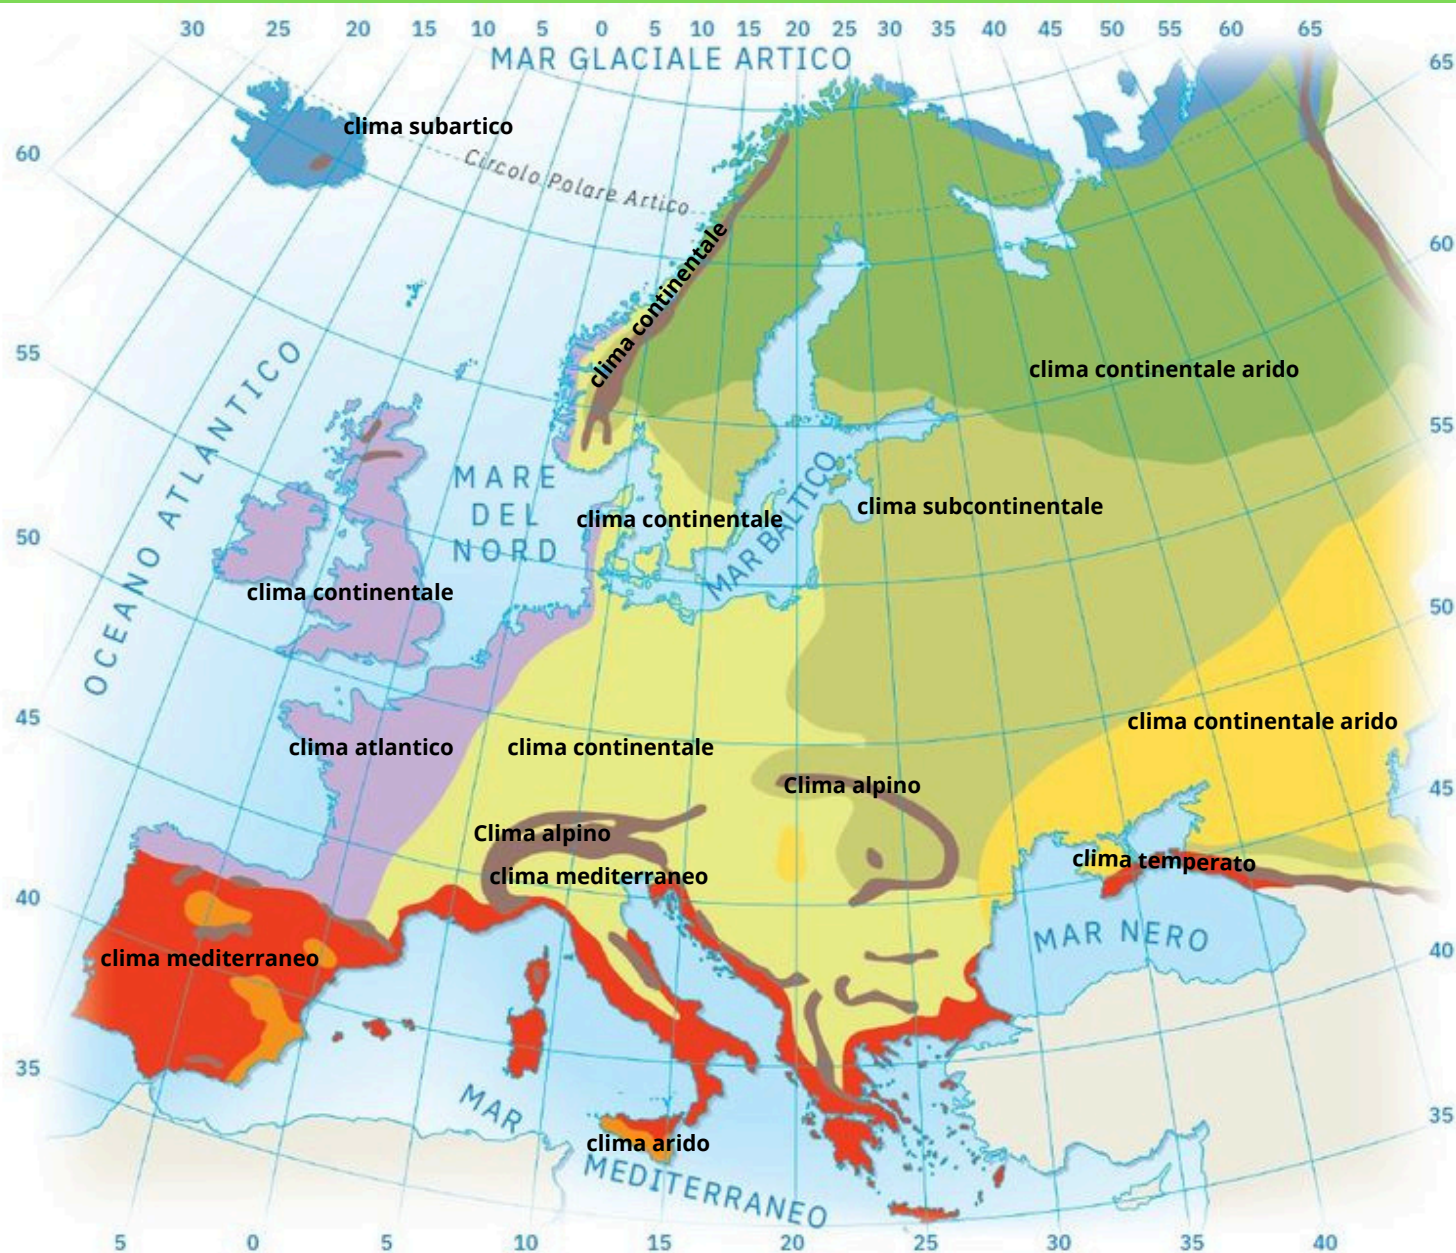 30 25 20 15 10 5 0 5 10 15 20 25 30 35 40 45 50 55 60 65
MAR GLACIALE ARTICO
65
clima subartico
60
Circolo Polare Artico
clima continentale
60
OCEANO ATLANTICO
55
clima continentale arido
55
MARE
DEL
NORD
clima continentale
MAR BALTICO
clima subcontinentale
50
clima continentale
50
45
clima atlantico
clima continentale
clima continentale arido
Clima alpino
45
Clima alpino
clima temperato
clima mediterraneo
40
MAR NERO
40
clima mediterraneo
35
MAR
MEDITERRANEO
clima arido
35
5 0 5 10 15 20 25 30 35 40